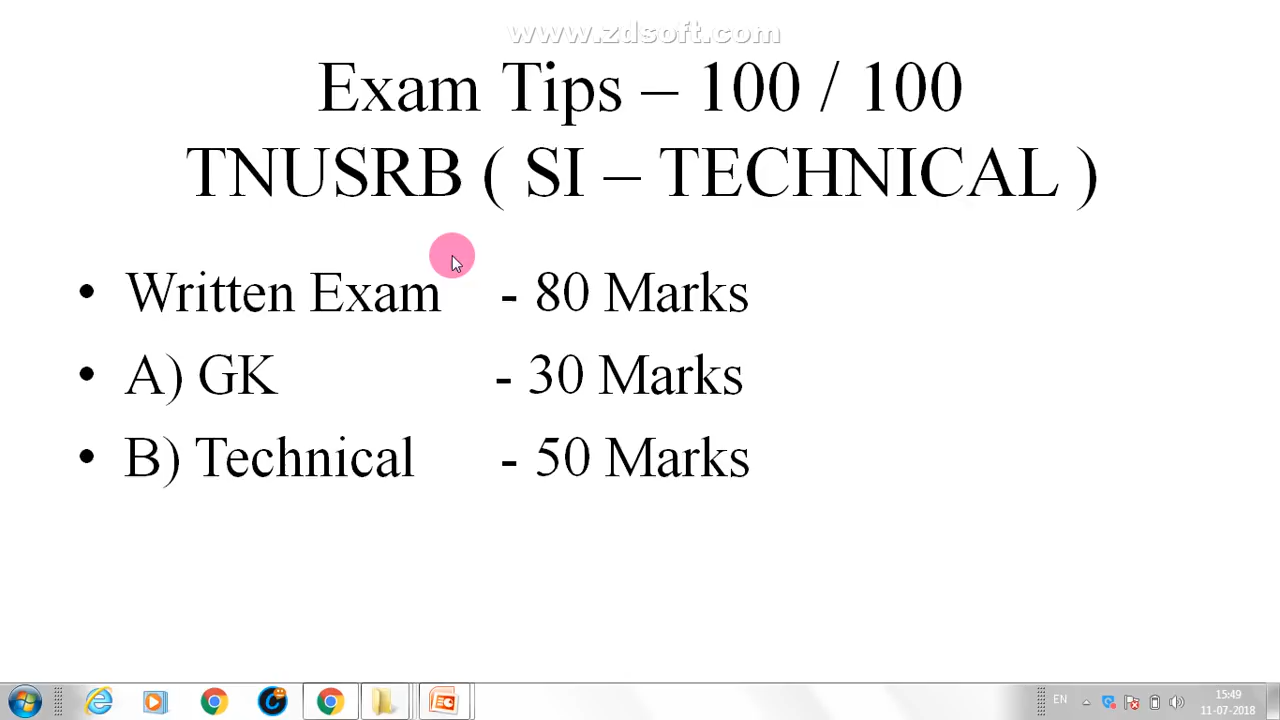 www.zdsoft.com
Exam Tips – 100 / 100
TNUSRB ( SI – TECHNICAL )
• Written Exam - 80 Marks
• A) GK - 30 Marks
• B) Technical - 50 Marks
EN
15:49
11-07-2018